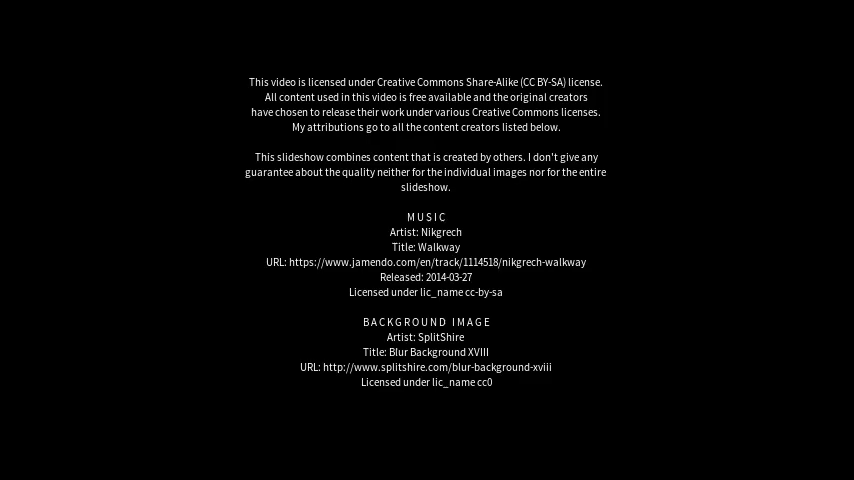 This video is licensed under Creative Commons Share-Alike (CC BY-SA) license.
All content used in this video is free available and the original creators
have chosen to release their work under various Creative Commons licenses.
My attributions go to all the content creators listed below.
This slideshow combines content that is created by others. I don't give any
guarantee about the quality neither for the individual images nor for the entire
slideshow.
MUSIC
Artist: Nikgrech
Title: Walkway
URL: https://www.jamendo.com/en/track/1114518/nikgrech-walkway
Released: 2014-03-27
Licensed under lic_name cc-by-sa
BACKGROUND IMAGE
Artist: SplitShire
Title: Blur Background XVIII
URL: http://www.splitshire.com/blur-background-xviii
Licensed under lic_name cc0